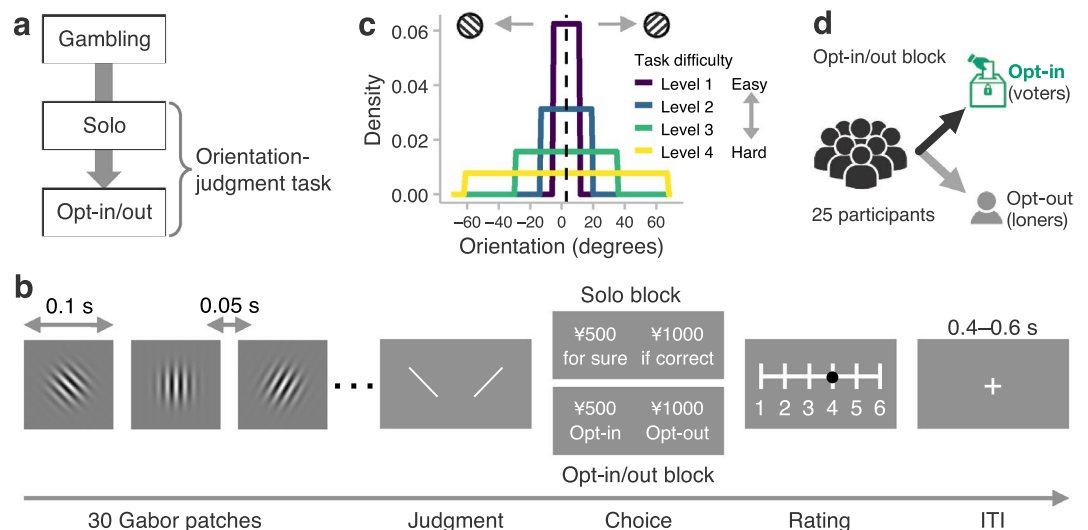 a
Gambling
Solo
Opt-in/out
Orientation-
judgment task
c
Density
0.06
0.04
0.02
0.00
−60 −40 −20 0 20 40 60
Orientation (degrees)
Task difficulty
Level 1 Easy
Level 2
Level 3
Level 4 Hard
d
Opt-in/out block
Opt-in
(voters)
Opt-out
(loners)
25 participants
b
0.1 s
0.05 s
Solo block
¥500 ¥1000
for sure if correct
¥500 ¥1000
Opt-in Opt-out
Opt-in/out block
1 2 3 4 5 6
0.4–0.6 s
30 Gabor patches Judgment Choice Rating ITI